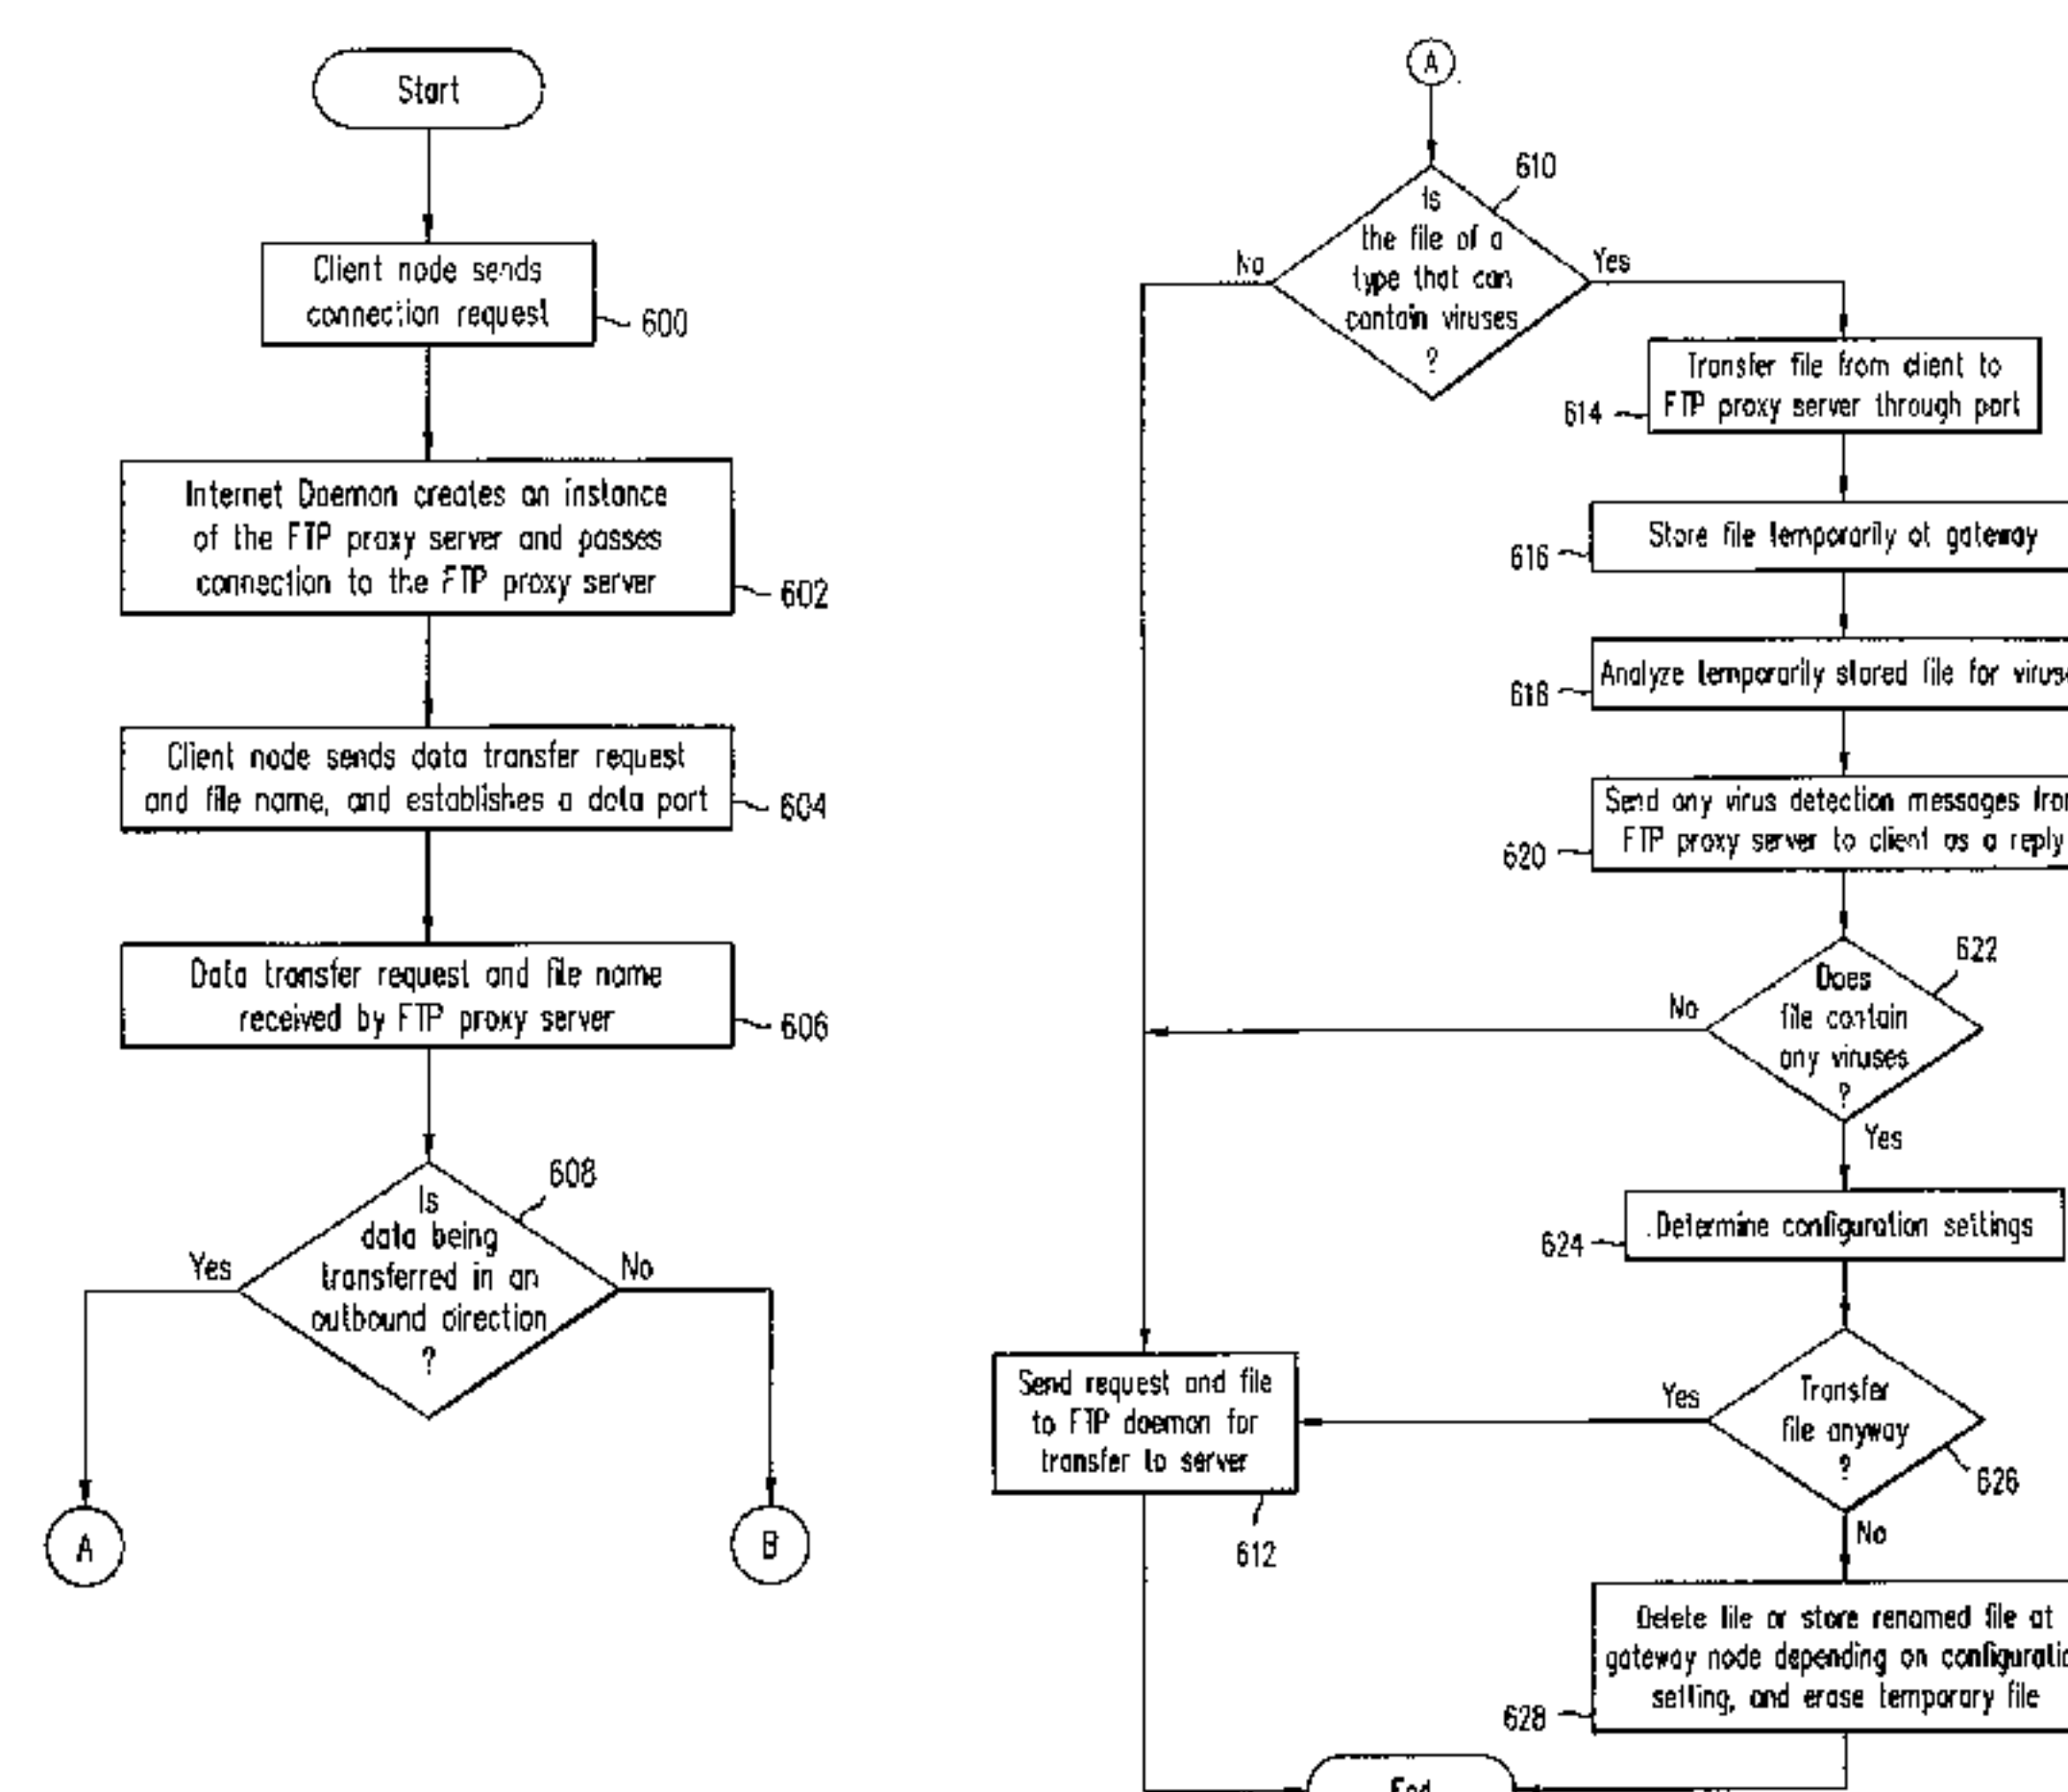 Start
Client node sends
connection request
600
Internet Daemon creates an instance
of the FTP proxy server and passes
connection to the FTP proxy server
602
Client node sends data transfer request
and file name, and establishes a data port
604
Data transfer request and file name
received by FTP proxy server
606
608
Is
data being
transferred in an
outbound direction
?
Yes
No
A
B
A
610
Is
the file of a
type that can
contain viruses
?
No
Yes
Transfer file from client to
FTP proxy server through port
614
Store file temporarily at gateway
616
Analyze temporarily stored file for
618
Send any virus detection messages
FTP proxy server to client as a reply
620
622
Does
file contain
any viruses
?
No
Yes
Determine configuration settings
624
Transfer
file anyway
?
Yes
626
No
Send request and file
to FTP daemon for
transfer to server
612
Delete file or store renamed file at
gateway node depending on
setting, and erase temporary file
628
End